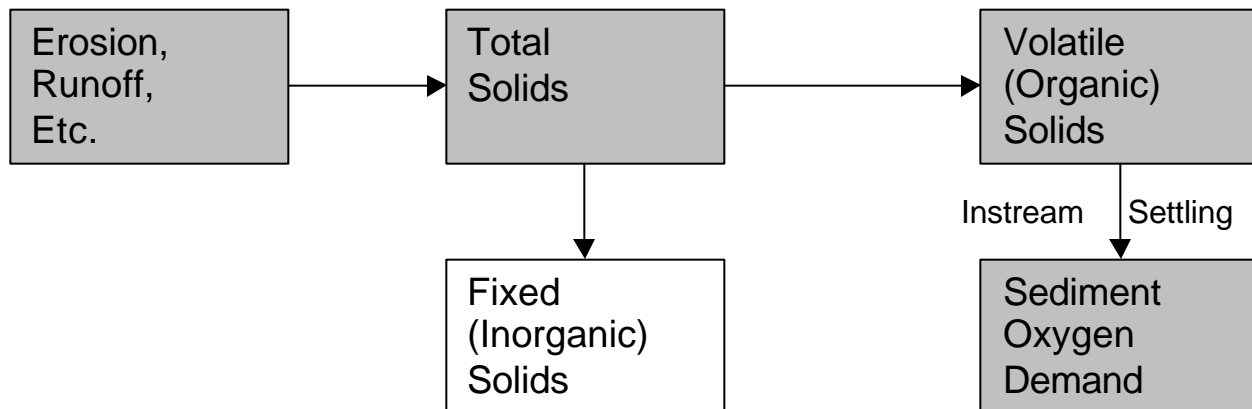 Erosion,
Runoff,
Etc.
Total
Solids
Volatile
(Organic)
Solids
Instream Settling
Fixed
(Inorganic)
Solids
Sediment
Oxygen
Demand